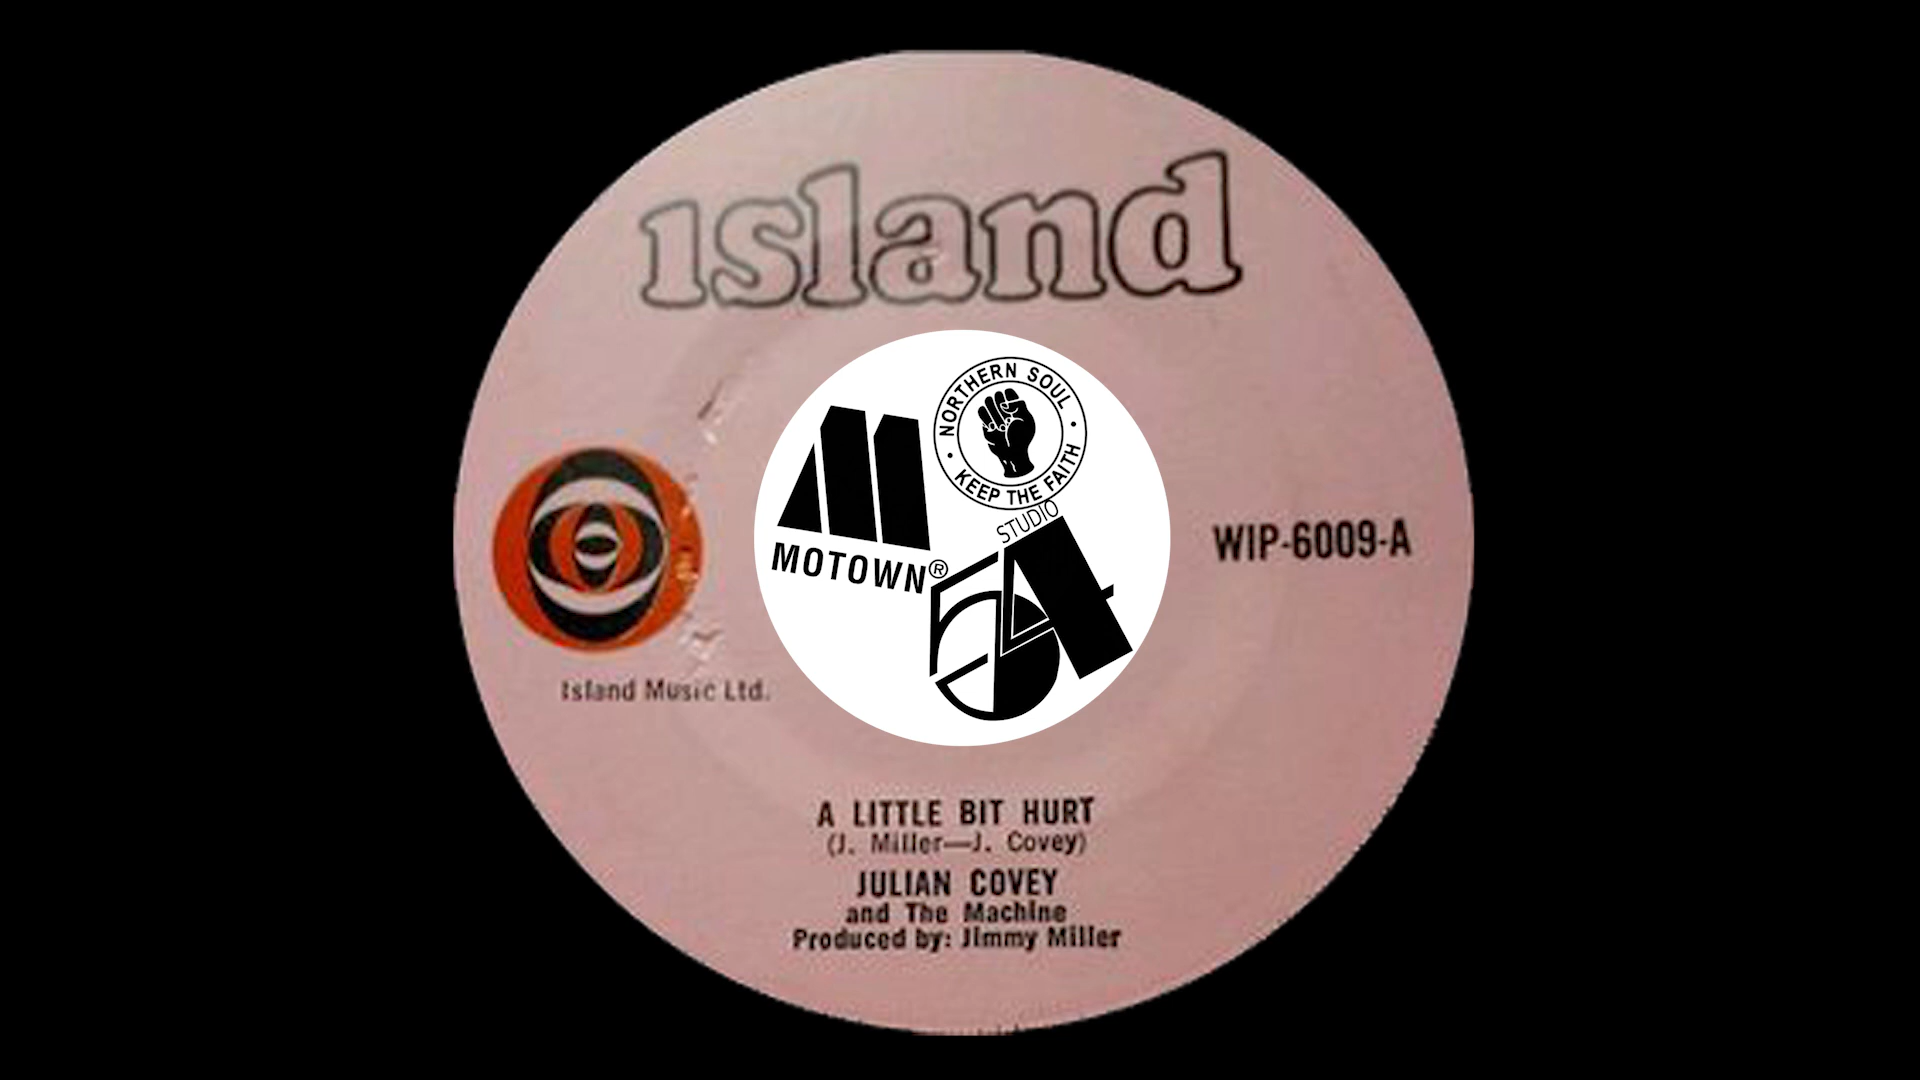 island
NORTHERN SOUL
KEEP THE FAITH
MOTOWN®
STUDIO
54
WIP-6009-A
Island Music Ltd.
A LITTLE BIT HURT
(J. Miller—J. Covey)
JULIAN COVEY
and The Machine
Produced by: Jimmy Miller